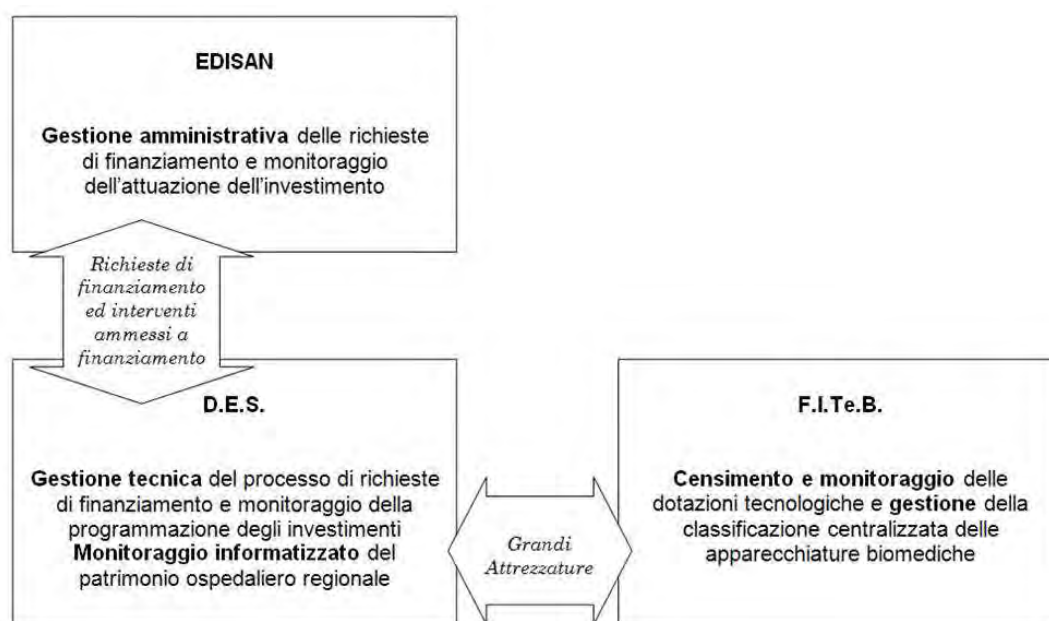 EDISAN
Gestione amministrativa delle richieste
di finanziamento e monitoraggio
dell'attuazione dell'investimento
Richieste di
finanziamento
ed interventi
ammessi a
finanziamento
D.E.S.
Gestione tecnica del processo di richieste
di finanziamento e monitoraggio della
programmazione degli investimenti
Monitoraggio informatizzato del
patrimonio ospedaliero regionale
Grandi
Attrezzature
F.I.Te.B.
Censimento e monitoraggio delle
dotazioni tecnologiche e gestione della
classificazione centralizzata delle
apparecchiature biomediche